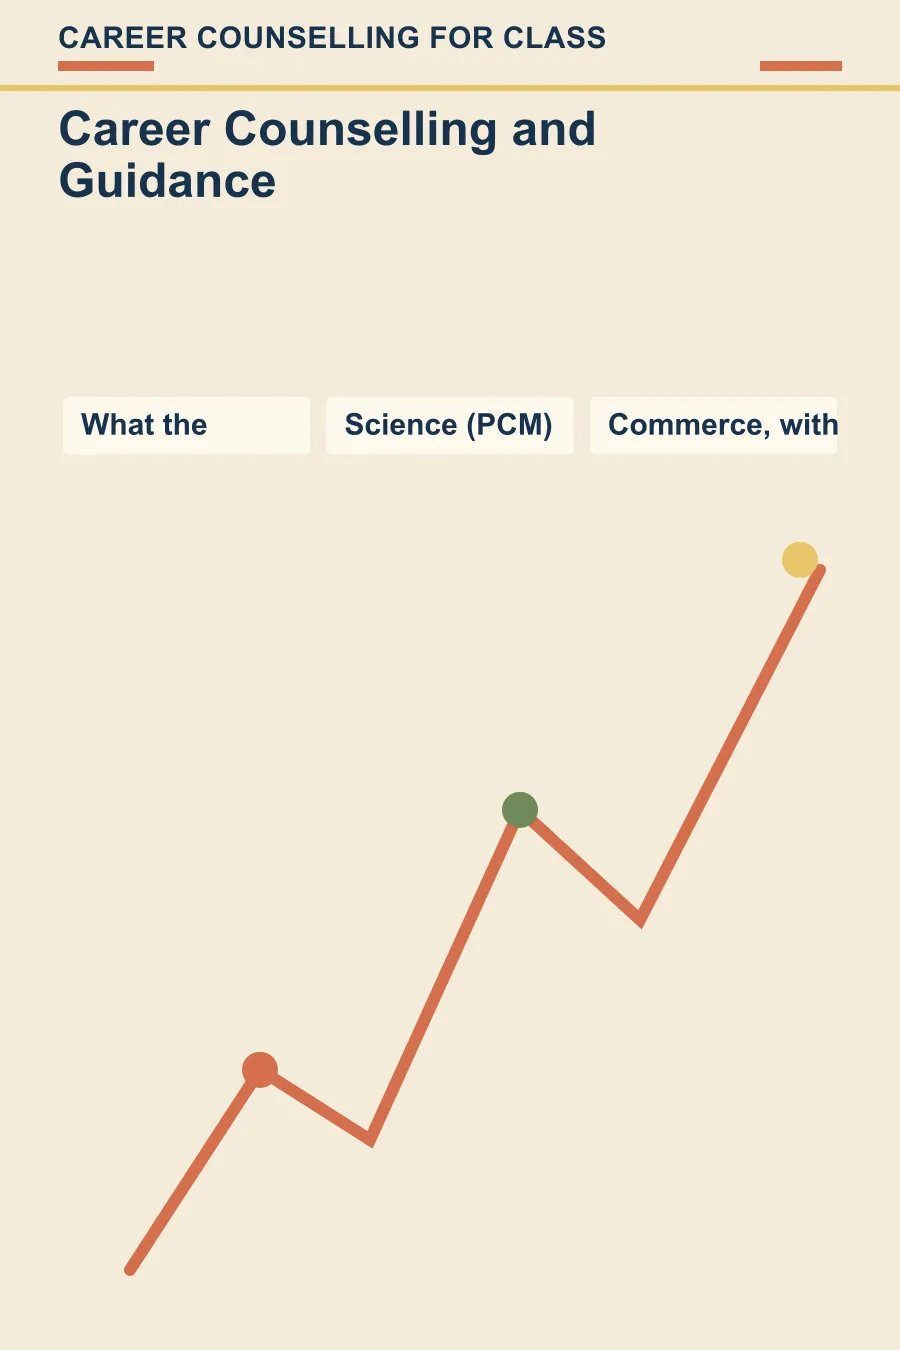 CAREER COUNSELLING FOR CLASS
Career Counselling and
Guidance
What the
Science (PCM)
Commerce, with